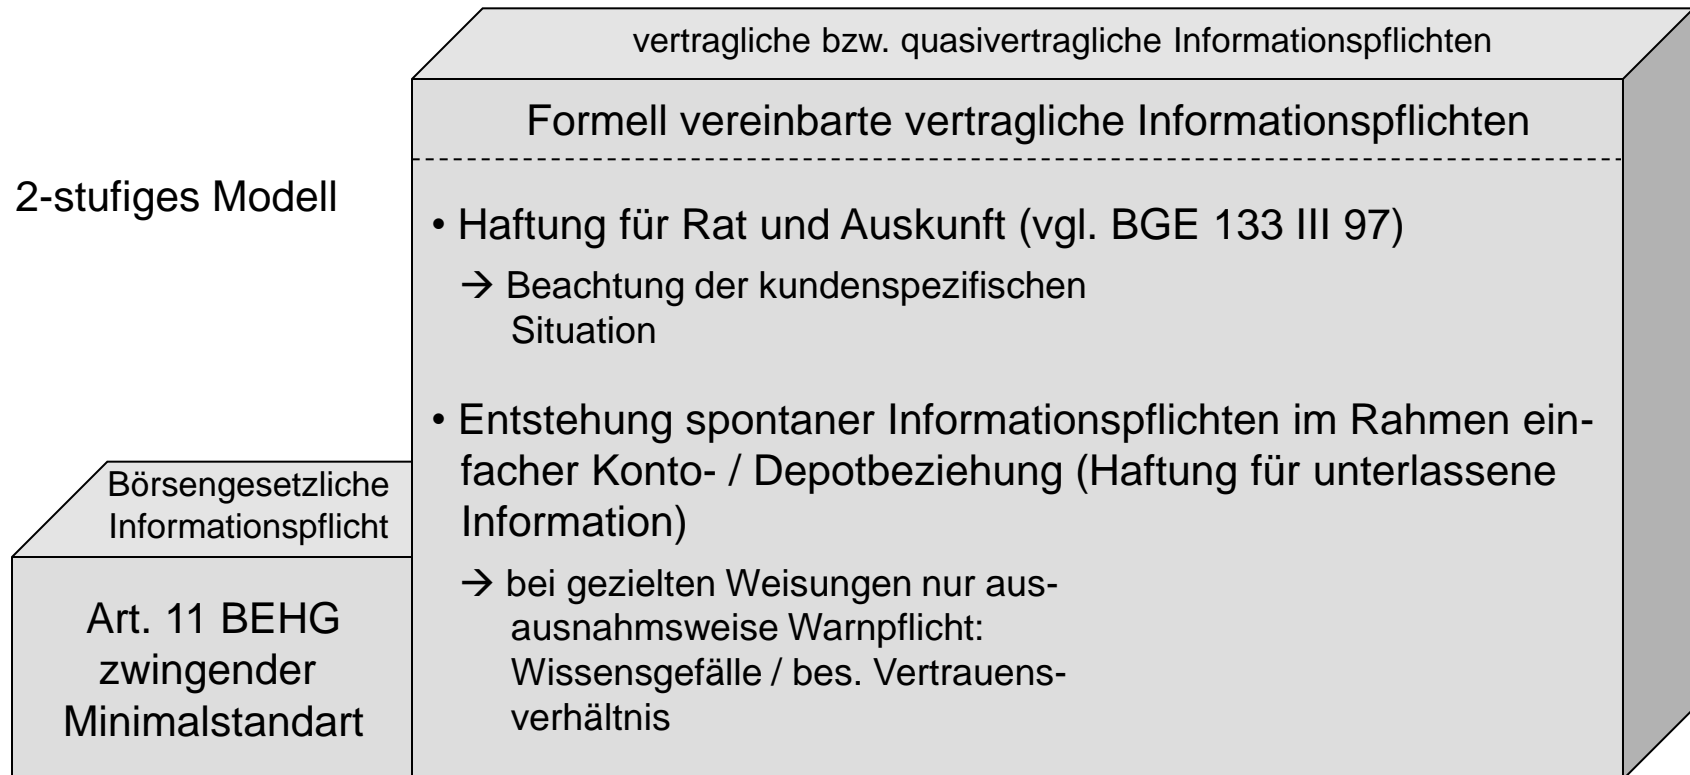 vertragliche bzw. quasivertragliche Informationspflichten
Formell vereinbarte vertragliche Informationspflichten
2-stufiges Modell
• Haftung für Rat und Auskunft (vgl. BGE 133 III 97)
→ Beachtung der kundenspezifischen
Situation
• Entstehung spontaner Informationspflichten im Rahmen ein-
facher Konto- / Depotbeziehung (Haftung für unterlassene
Information)
→ bei gezielten Weisungen nur aus-
ausnahmsweise Warnpflicht:
Wissensgefälle / bes. Vertrauens-
verhältnis
Börsengesetzliche
Informationspflicht
Art. 11 BEHG
zwingender
Minimalstandart